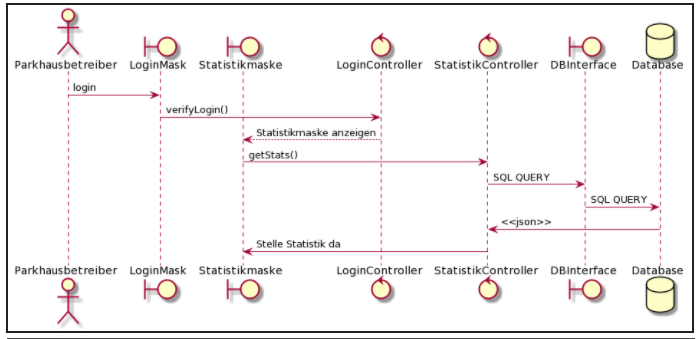 Parkhausbetreiber LoginMask Statistikmaske LoginController StatistikController DBInterface Database
login
verifyLogin()
Statistikmaske anzeigen
getStats()
SQL QUERY
SQL QUERY
<<json>>
Stelle Statistik da
Parkhausbetreiber LoginMask Statistikmaske LoginController StatistikController DBInterface Database